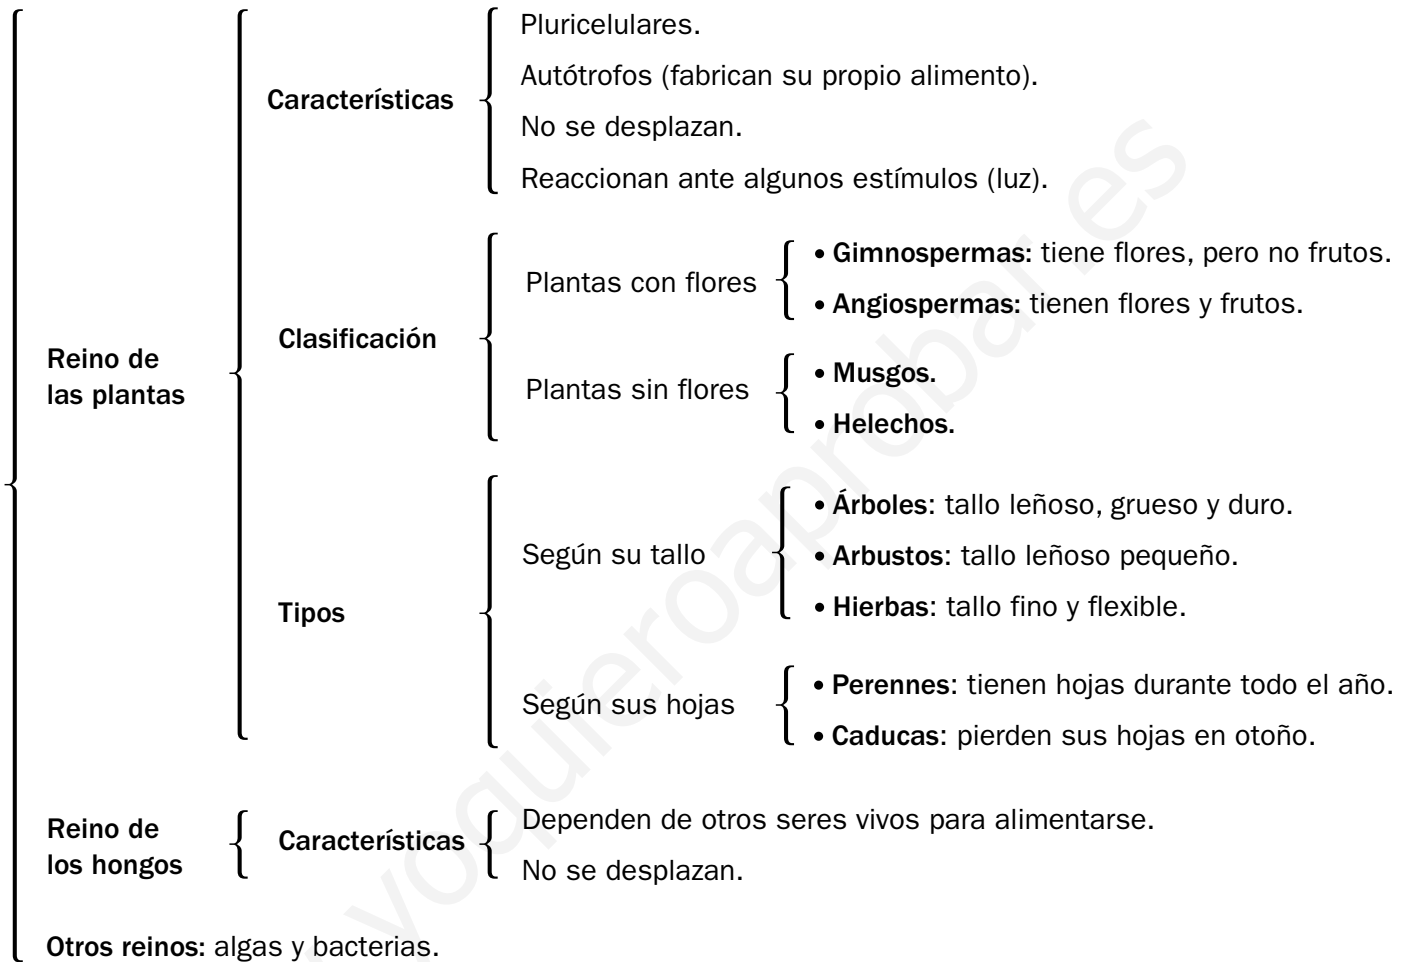 Reino de
las plantas
Características
Pluricelulares.
Autótrofos (fabrican su propio alimento).
No se desplazan.
Reaccionan ante algunos estímulos (luz).
Clasificación
Plantas con flores
• Gimnospermas: tiene flores, pero no frutos.
• Angiospermas: tienen flores y frutos.
Plantas sin flores
• Musgos.
• Helechos.
Tipos
Según su tallo
• Árboles: tallo leñoso, grueso y duro.
• Arbustos: tallo leñoso pequeño.
• Hierbas: tallo fino y flexible.
Según sus hojas
• Perennes: tienen hojas durante todo el año.
• Caducas: pierden sus hojas en otoño.
Reino de
los hongos
Características
Dependen de otros seres vivos para alimentarse.
No se desplazan.
Otros reinos: algas y bacterias.
yoquieroaprobar.es